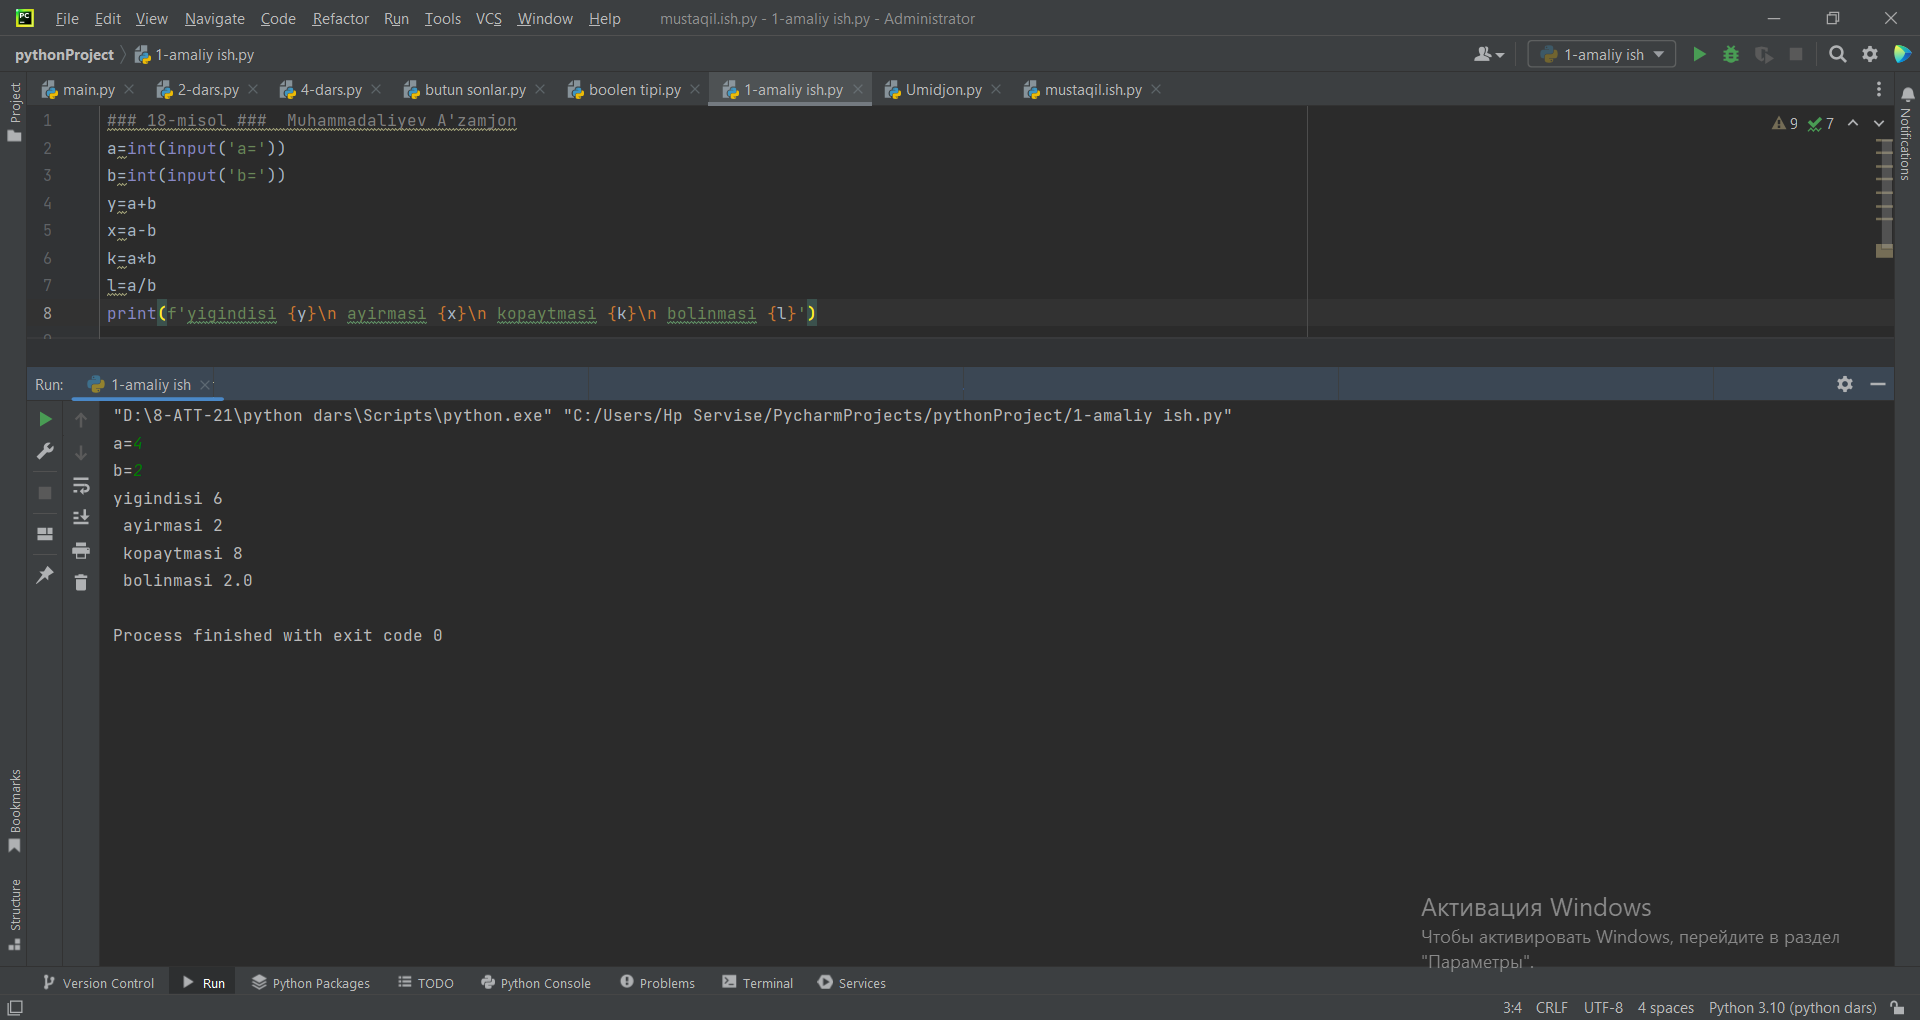 File Edit View Navigate Code Refactor Run Tools VCS Window Help mustaqil.ish.py - 1-amaliy ish.py - Administrator
pythonProject 1-amaliy ish.py 1-amaliy ish
main.py 2-dars.py 4-dars.py butun sonlar.py boolen tipi.py 1-amaliy ish.py Umidjon.py mustaqil.ish.py
Project
Notifications
9 7
1 ### 18-misol ###  Muhammadaliyev A'zamjon
2 a=int(input('a='))
3 b=int(input('b='))
4 y=a+b
5 x=a-b
6 k=a*b
7 l=a/b
8 print(f'yigindisi {y}\n ayirmasi {x}\n kopaytmasi {k}\n bolinmasi {l}')
Run: 1-amaliy ish
"D:\8-ATT-21\python dars\Scripts\python.exe" "C:/Users/Hp Servise/PycharmProjects/pythonProject/1-amaliy ish.py"
a=4
b=2
yigindisi 6
 ayirmasi 2
 kopaytmasi 8
 bolinmasi 2.0
Process finished with exit code 0
Bookmarks
Structure
Активация Windows
Чтобы активировать Windows, перейдите в раздел
"Параметры".
Version Control Run Python Packages TODO Python Console Problems Terminal Services
3:4 CRLF UTF-8 4 spaces Python 3.10 (python dars)